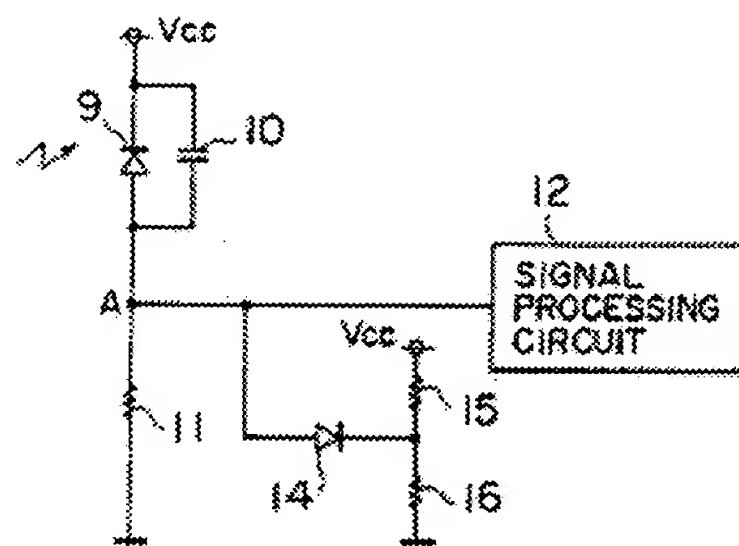 Vcc
9
10
12
SIGNAL
PROCESSING
CIRCUIT
A
Vcc
15
11
14
16